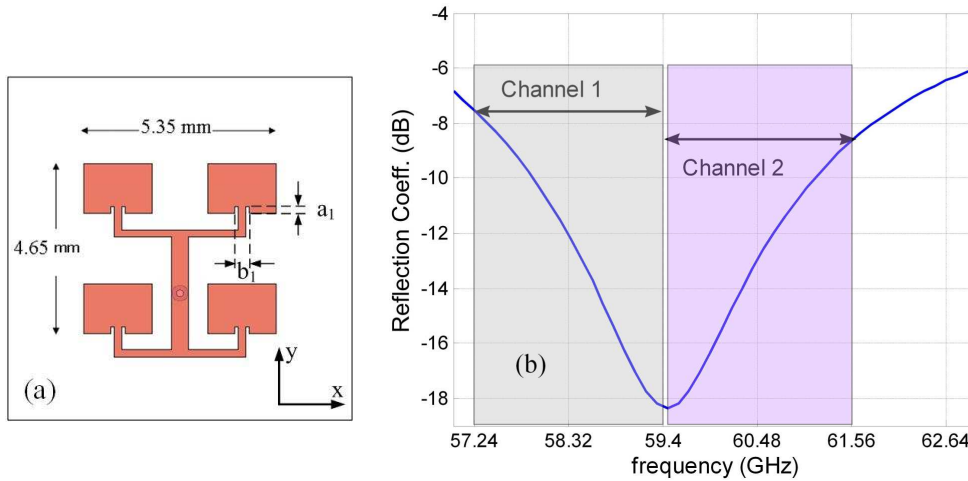 5.35 mm
4.65 mm
a1
b1
(a)
y
x
Reflection Coeff. (dB)
-4
-6
-8
-10
-12
-14
-16
-18
Channel 1
Channel 2
(b)
57.24 58.32 59.4 60.48 61.56 62.64
frequency (GHz)